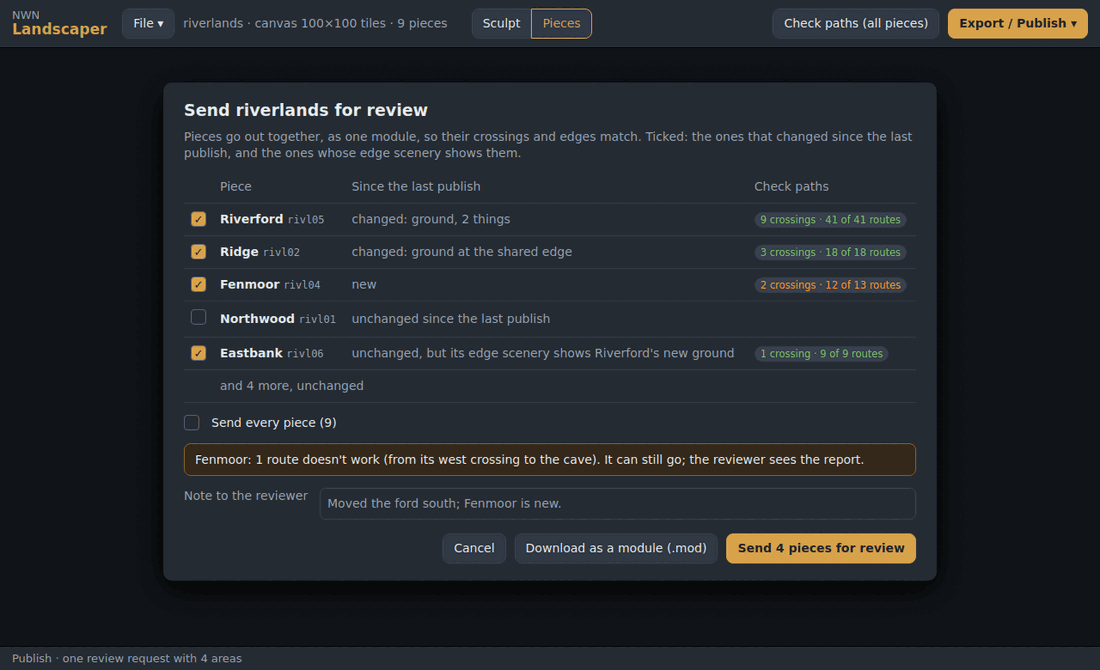 NWN
Landscaper
File ▾
riverlands · canvas 100×100 tiles · 9 pieces
Sculpt
Pieces
Check paths (all pieces)
Export / Publish ▾
Send riverlands for review
Pieces go out together, as one module, so their crossings and edges match. Ticked: the ones that changed since the last
publish, and the ones whose edge scenery shows them.
Piece Since the last publish Check paths
Riverford rivl05 changed: ground, 2 things 9 crossings · 41 of 41 routes
Ridge rivl02 changed: ground at the shared edge 3 crossings · 18 of 18 routes
Fenmoor rivl04 new 2 crossings · 12 of 13 routes
Northwood rivl01 unchanged since the last publish
Eastbank rivl06 unchanged, but its edge scenery shows Riverford's new ground 1 crossing · 9 of 9 routes
and 4 more, unchanged
Send every piece (9)
Fenmoor: 1 route doesn't work (from its west crossing to the cave). It can still go; the reviewer sees the report.
Note to the reviewer Moved the ford south; Fenmoor is new.
Cancel Download as a module (.mod) Send 4 pieces for review
Publish · one review request with 4 areas